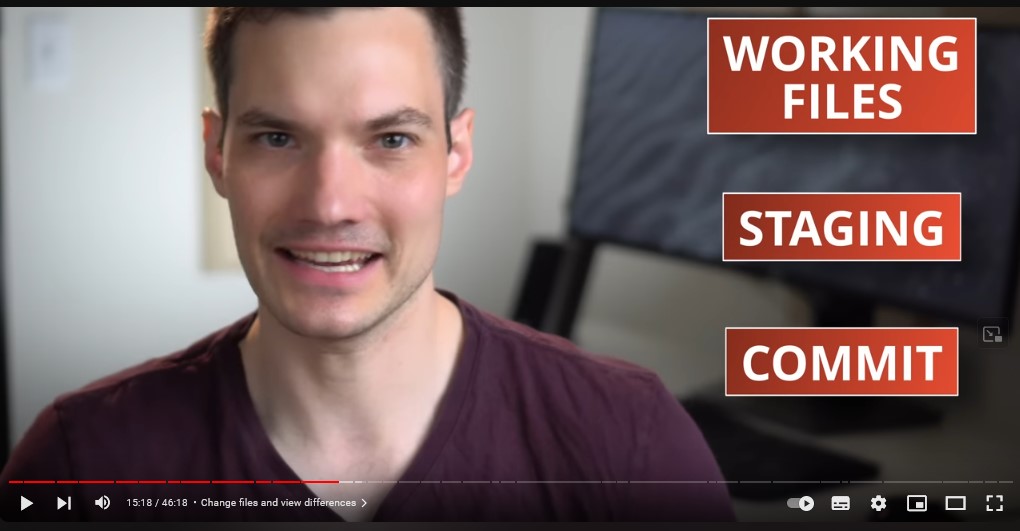 WORKING
FILES
STAGING
COMMIT
15:18 / 46:18 • Change files and view differences >